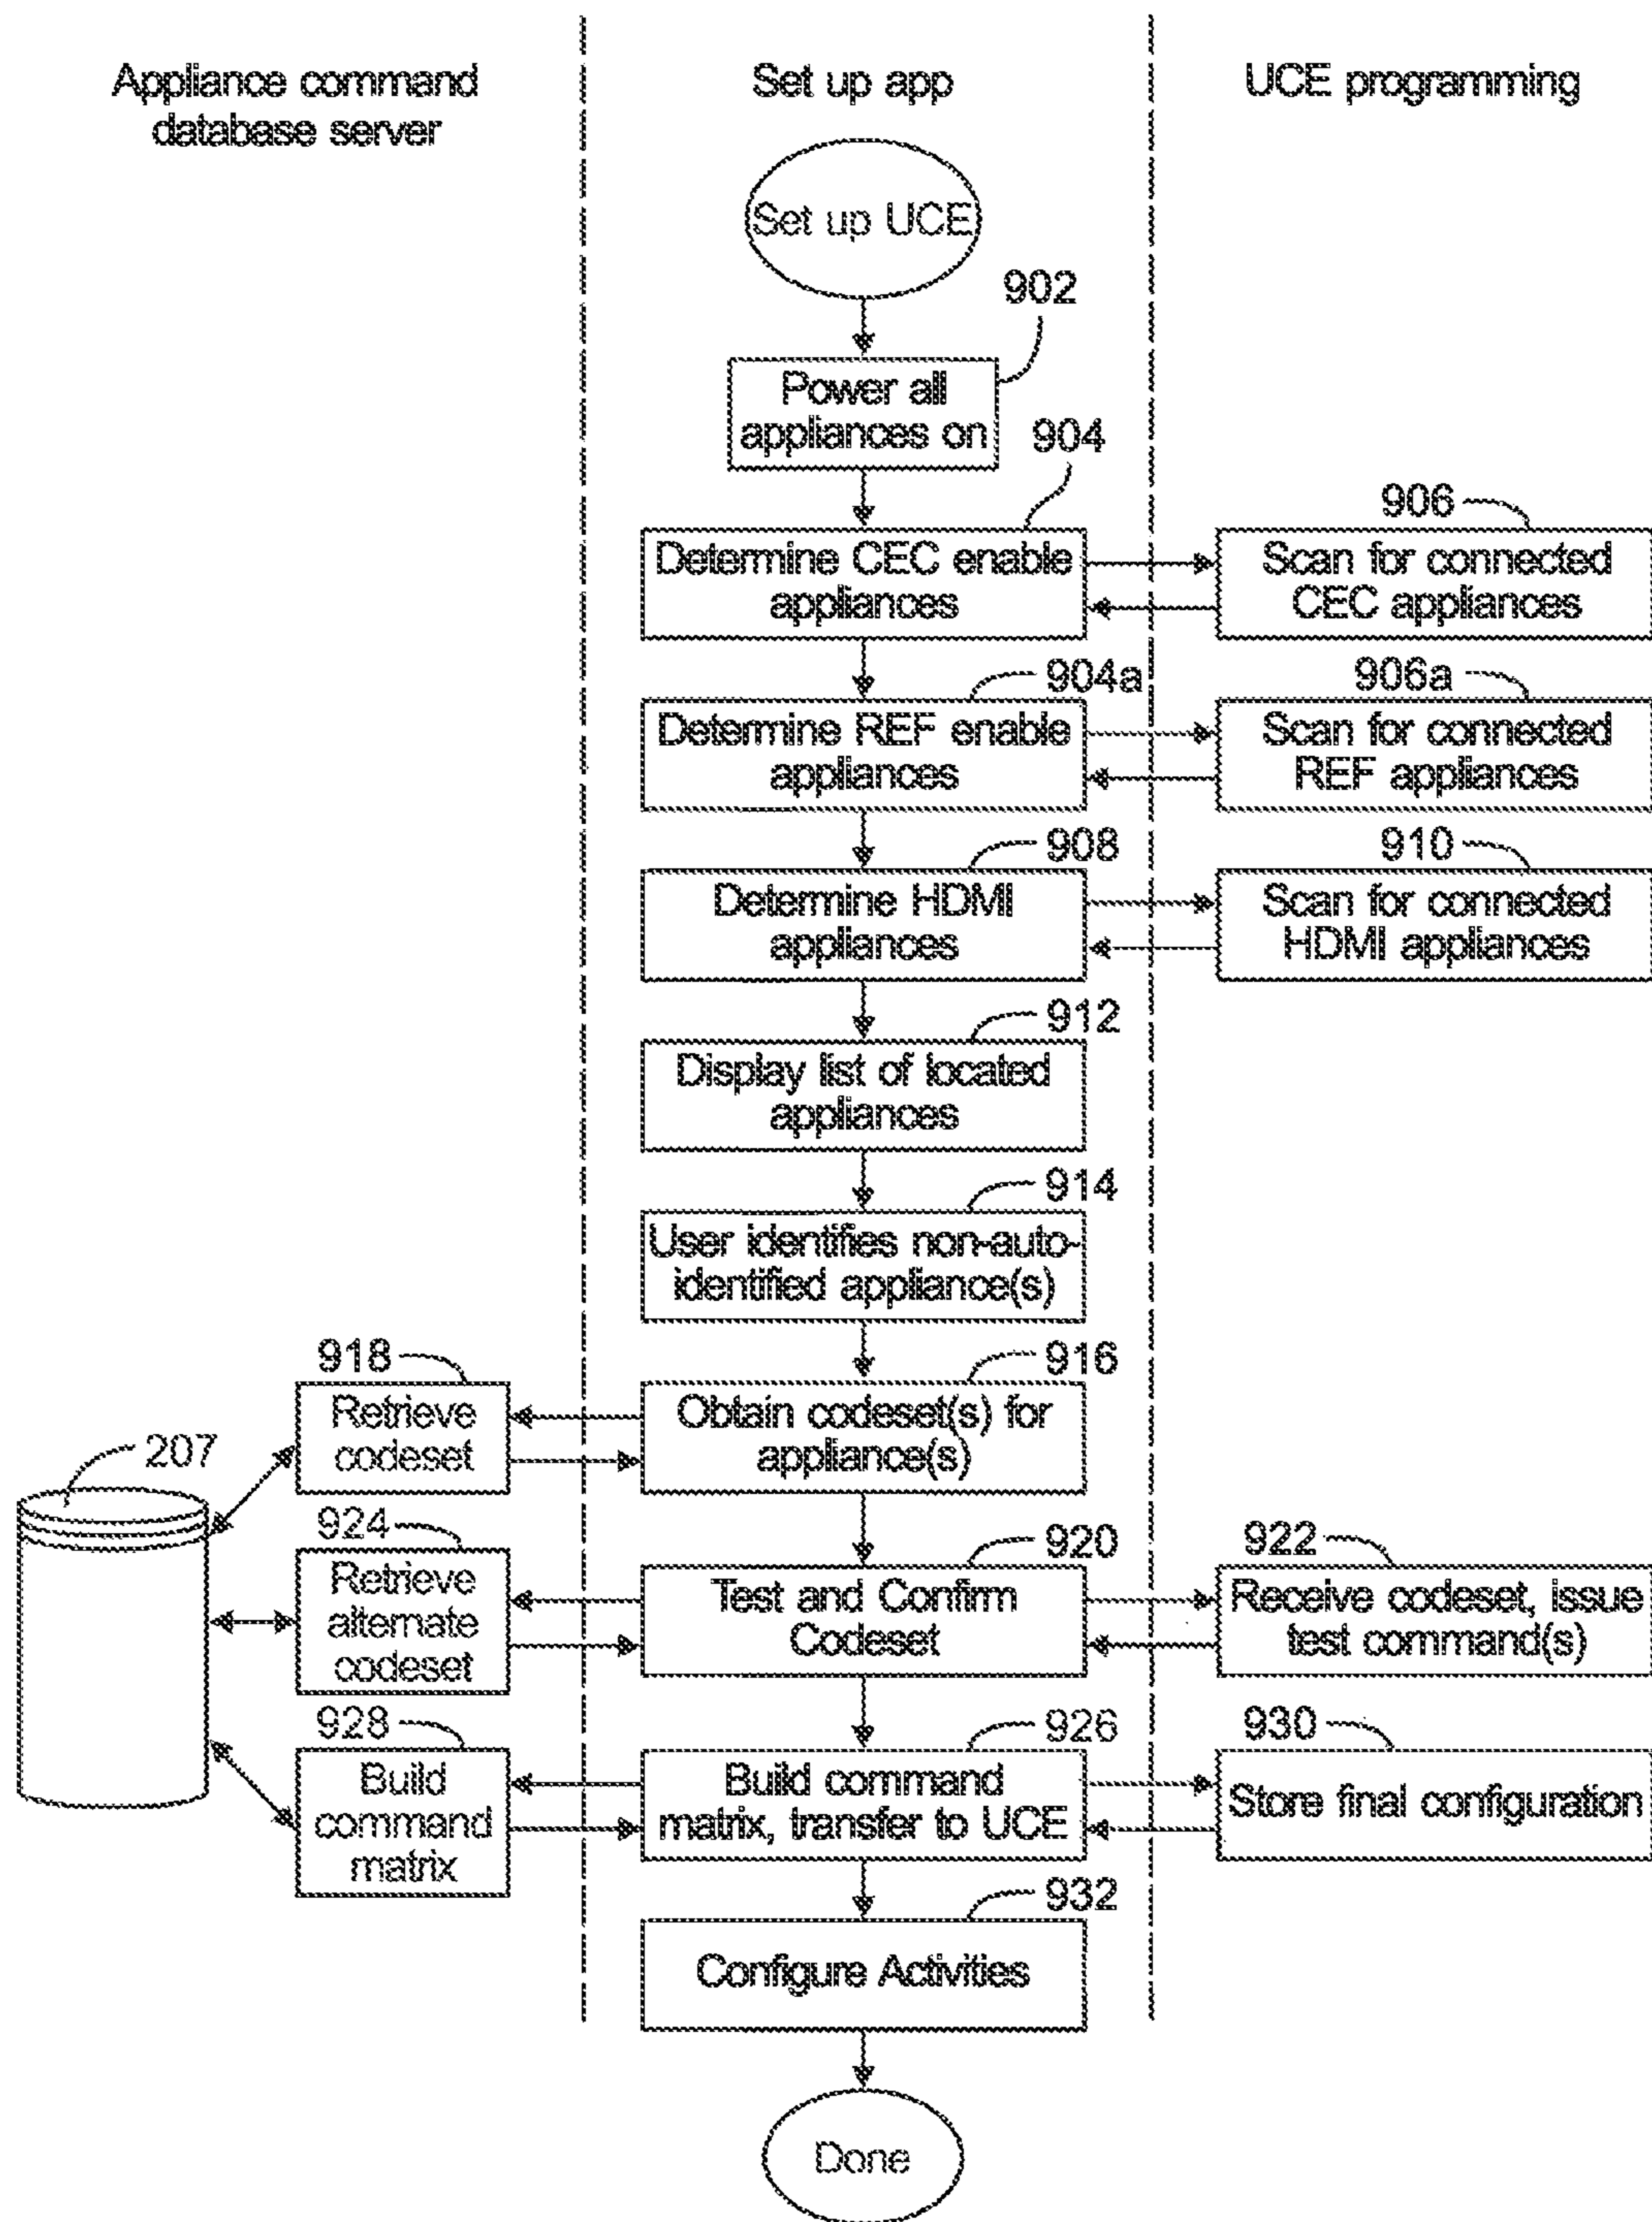 Appliance command
database server
Set up app
UCE programming
Set up UCE
902
Power all
appliances on
904
Determine CEC enable
appliances
906
Scan for connected
CEC appliances
904a
Determine REF enable
appliances
906a
Scan for connected
REF appliances
908
Determine HDMI
appliances
910
Scan for connected
HDMI appliances
912
Display list of located
appliances
914
User identifies non-auto-
identified appliance(s)
918
Retrieve
codeset
916
Obtain codeset(s) for
appliance(s)
207
924
Retrieve
alternate
codeset
920
Test and Confirm
Codeset
922
Receive codeset, issue
test command(s)
928
Build
command
matrix
926
Build command
matrix, transfer to UCE
930
Store final configuration
932
Configure Activities
Done